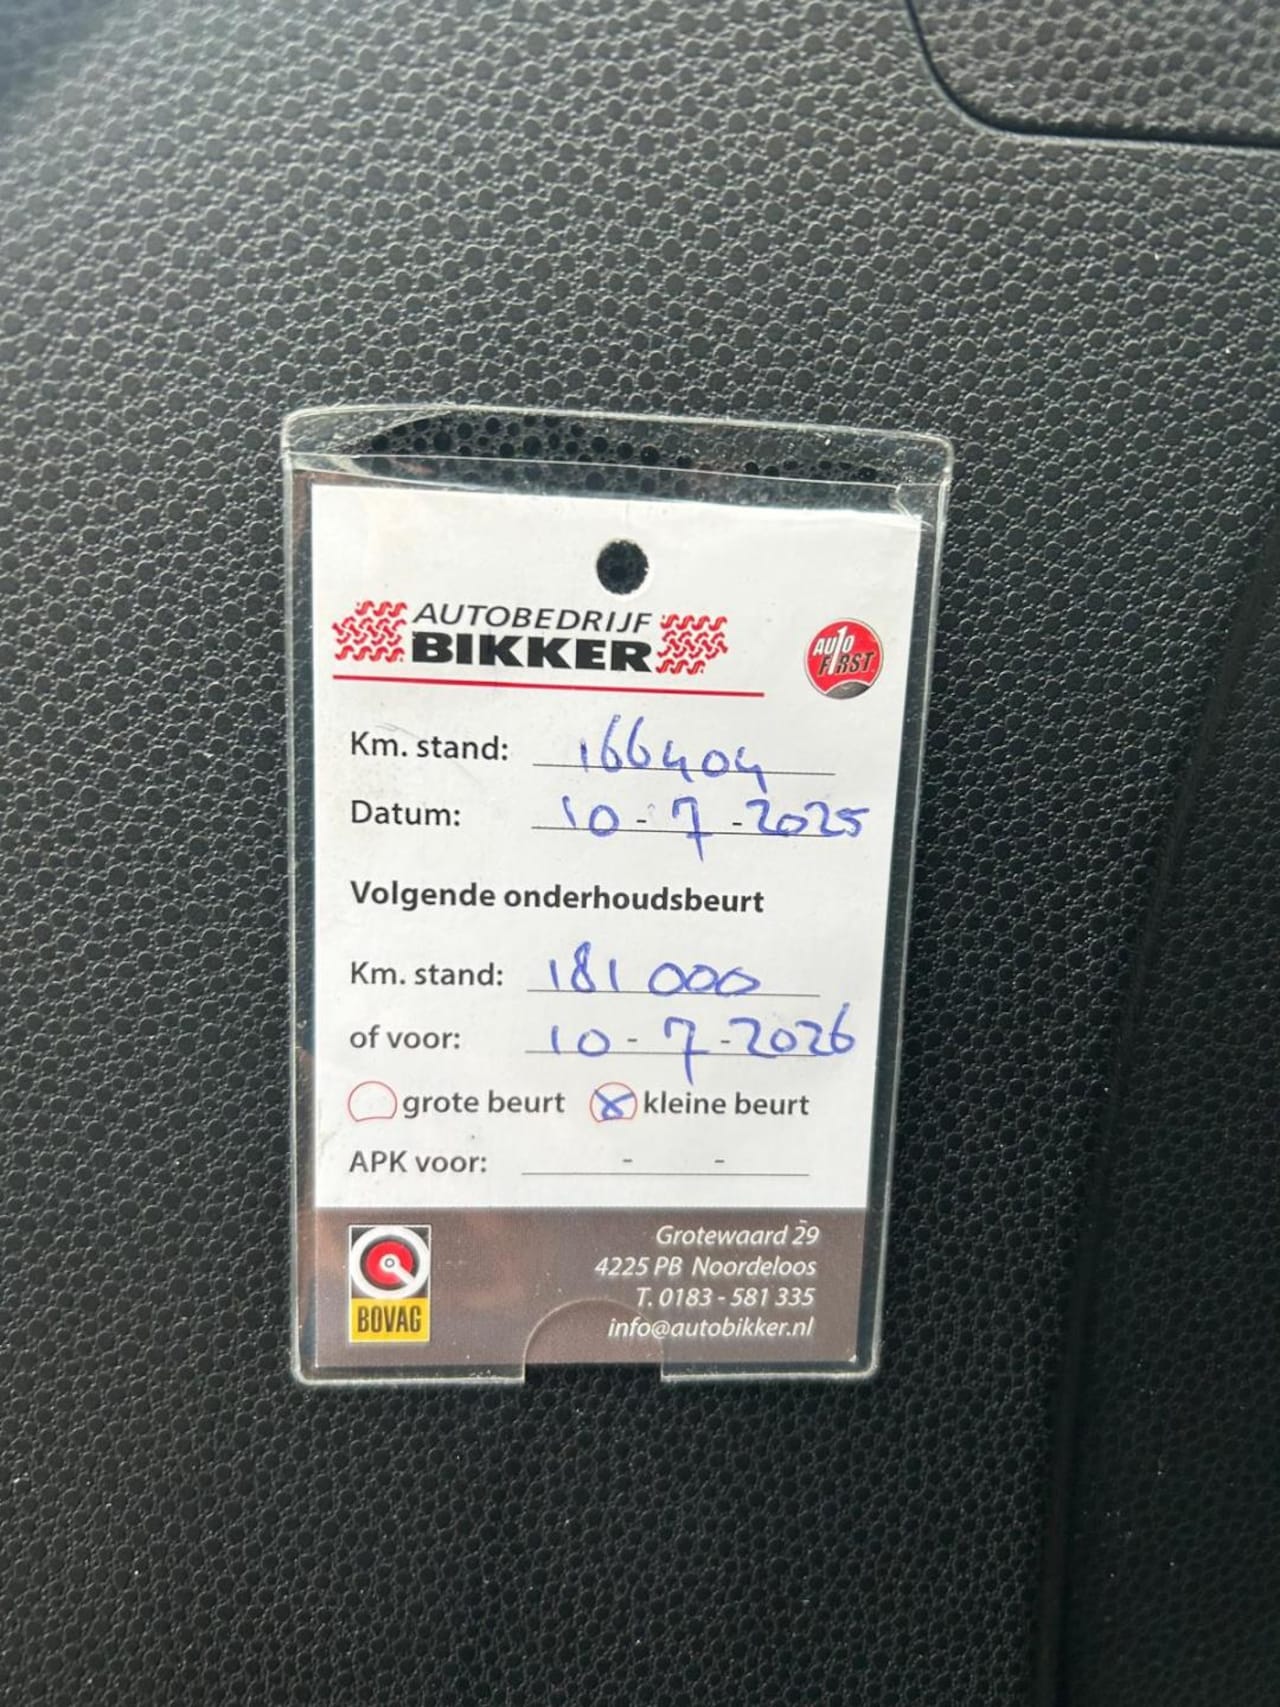 AUTOBEDRIJF
BIKKER
AUTO FIRST
Km. stand: 166404
Datum: 10-7-2025
Volgende onderhoudsbeurt
Km. stand: 181 000
of voor: 10-7-2026
grote beurt X kleine beurt
APK voor: - -
Grotewaard 29
4225 PB Noordeloos
T. 0183 - 581 335
info@autobikker.nl
BOVAG